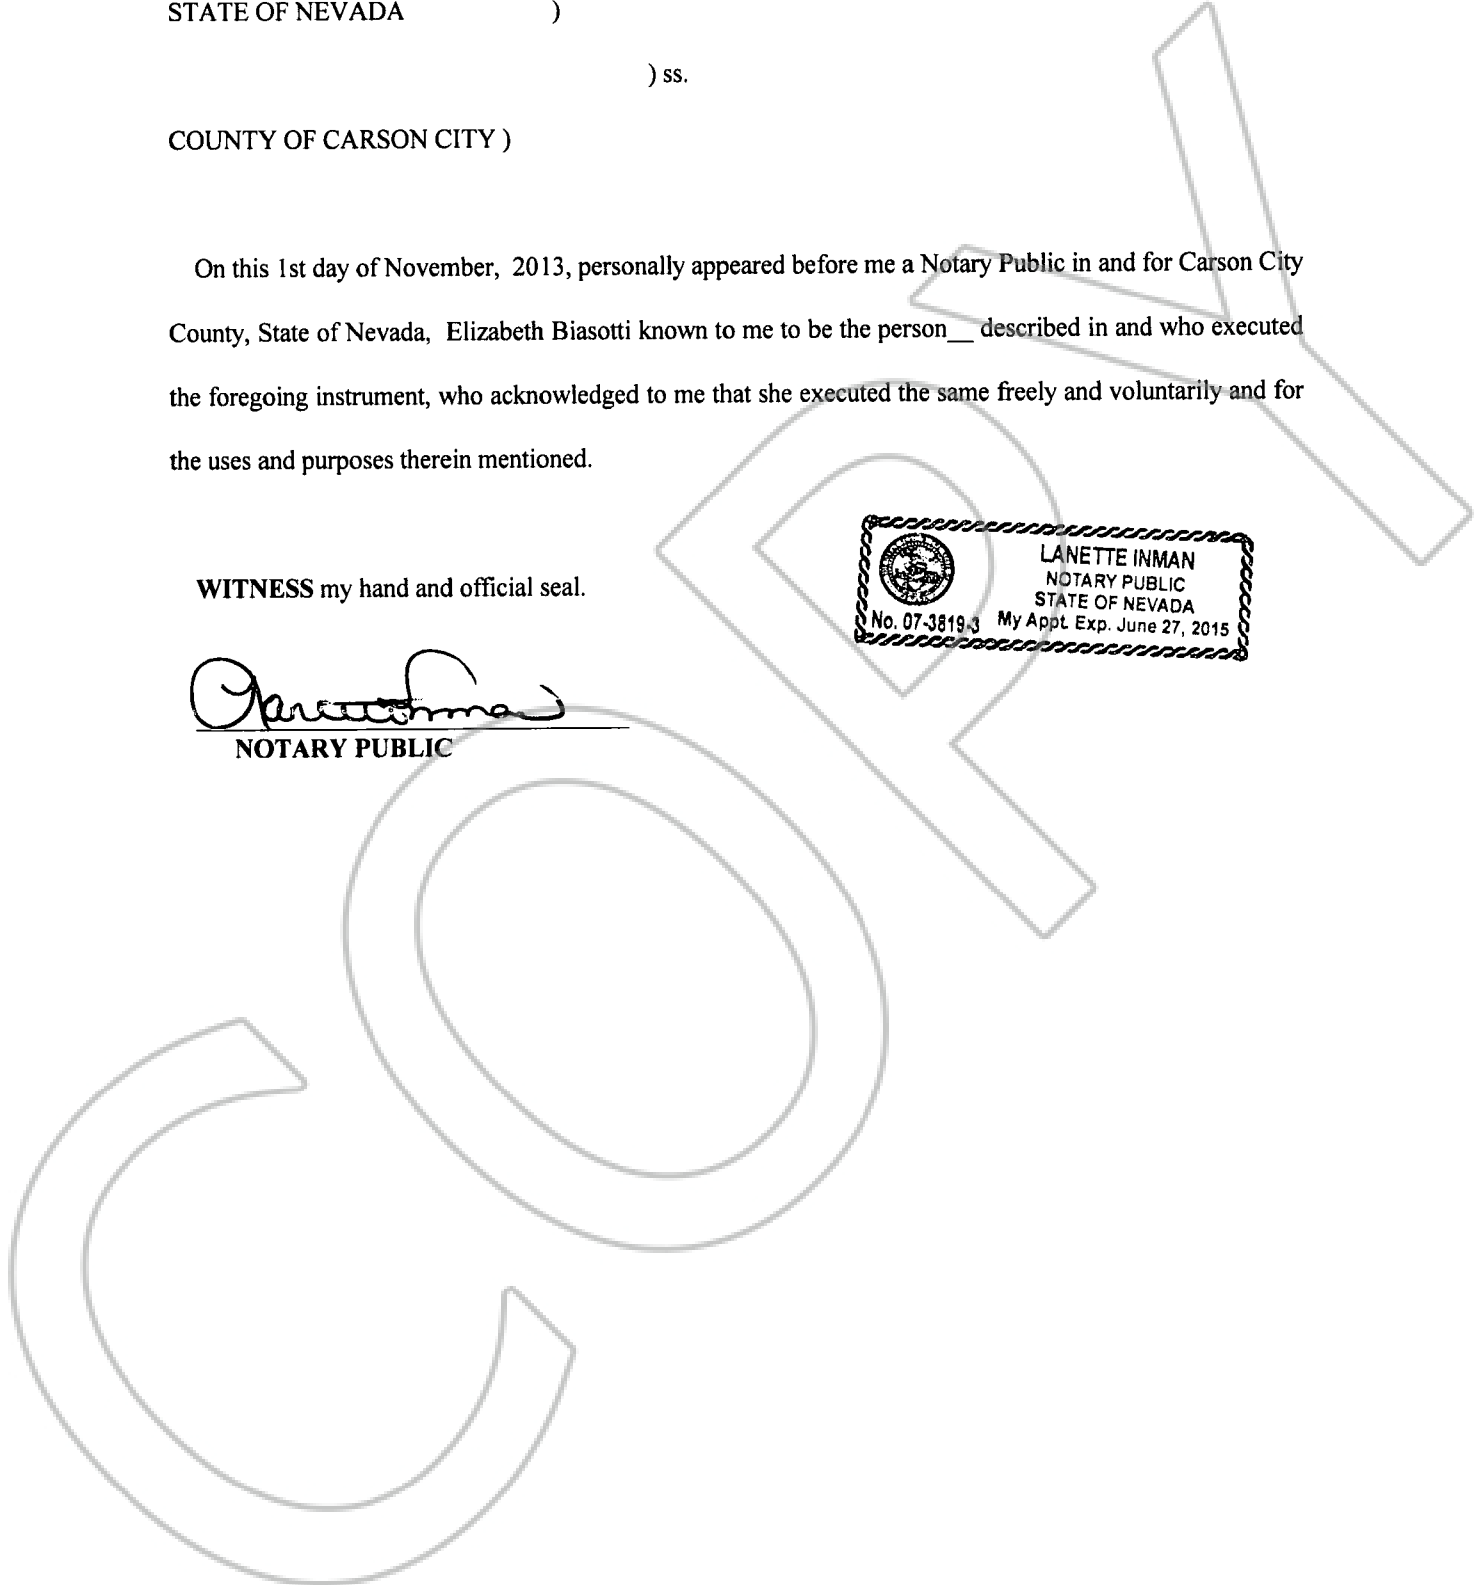 STATE OF NEVADA )
) ss.
COUNTY OF CARSON CITY )
On this 1st day of November, 2013, personally appeared before me a Notary Public in and for Carson City
County, State of Nevada, Elizabeth Biasotti known to me to be the person__ described in and who executed
the foregoing instrument, who acknowledged to me that she executed the same freely and voluntarily and for
the uses and purposes therein mentioned.
LANETTE INMAN
NOTARY PUBLIC
STATE OF NEVADA
No. 07-3819-3 My Appt. Exp. June 27, 2015
WITNESS my hand and official seal.
Lanette Inman
NOTARY PUBLIC
COPY